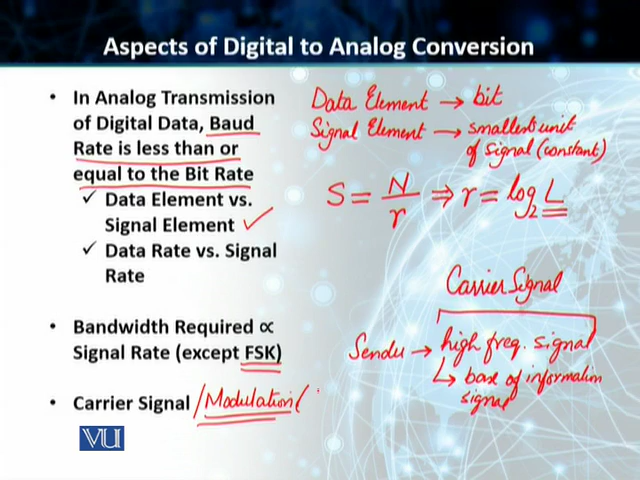 Aspects of Digital to Analog Conversion
• In Analog Transmission
of Digital Data, Baud
Rate is less than or
equal to the Bit Rate
✓ Data Element vs.
Signal Element ✓
✓ Data Rate vs. Signal
Rate
• Bandwidth Required ∝
Signal Rate (except FSK)
• Carrier Signal /Modulation(
VU
Data Element → bit
Signal Element → smallest unit
of signal (constant)
S = N/r ⇒ r = log₂ L
Carrier Signal
Sender → high freq. signal
↳ base of information
signal